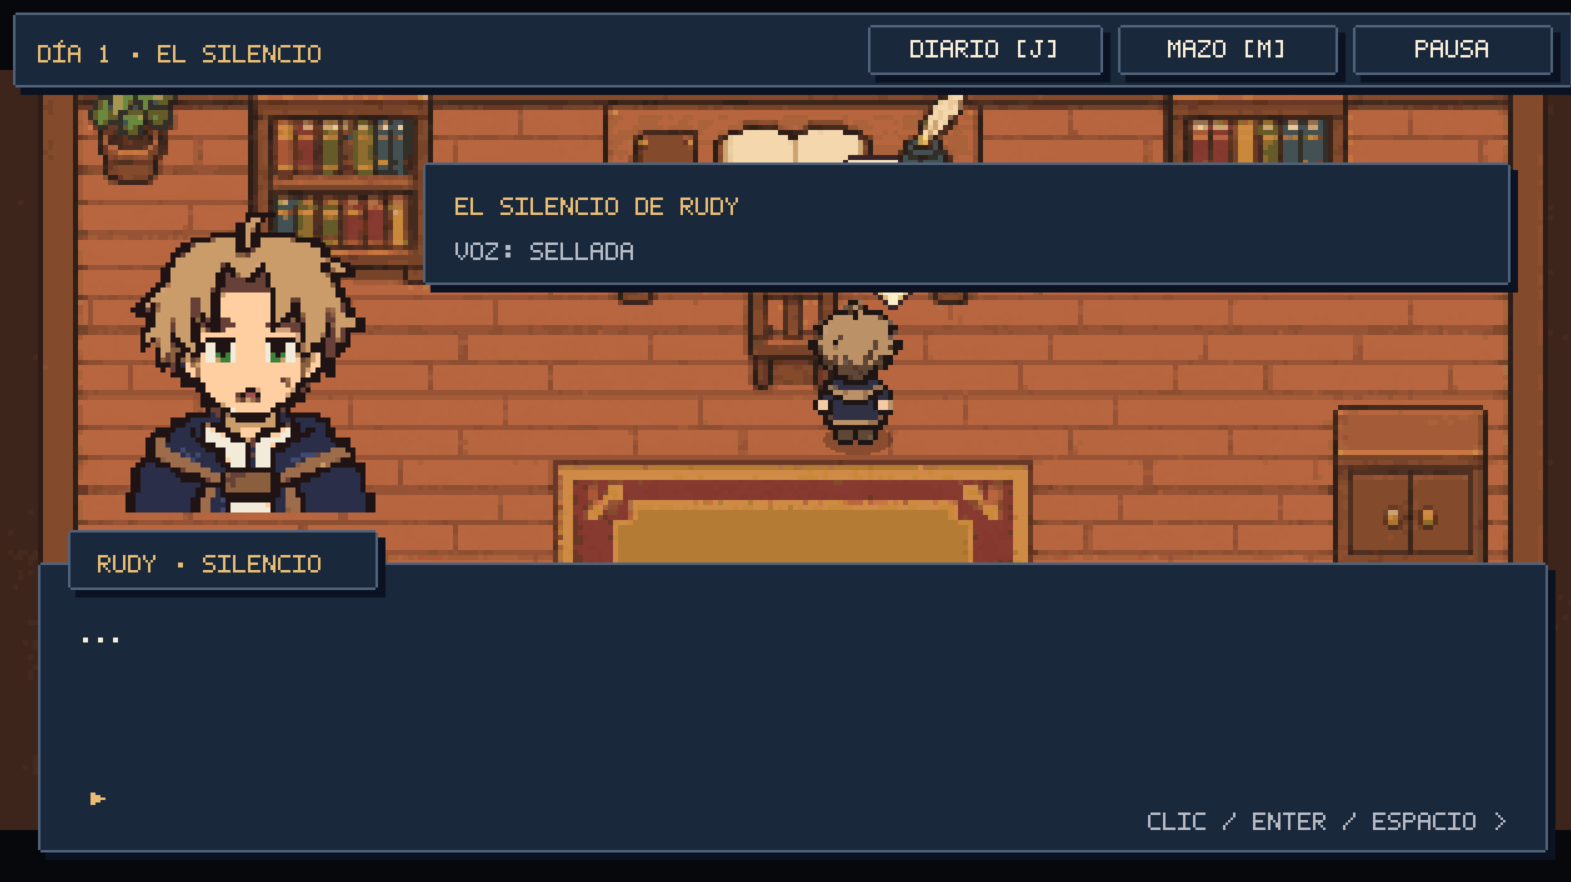 DÍA 1 · EL SILENCIO
DIARIO [J]
MAZO [M]
PAUSA
EL SILENCIO DE RUDY
VOZ: SELLADA
RUDY · SILENCIO
...
CLIC / ENTER / ESPACIO >